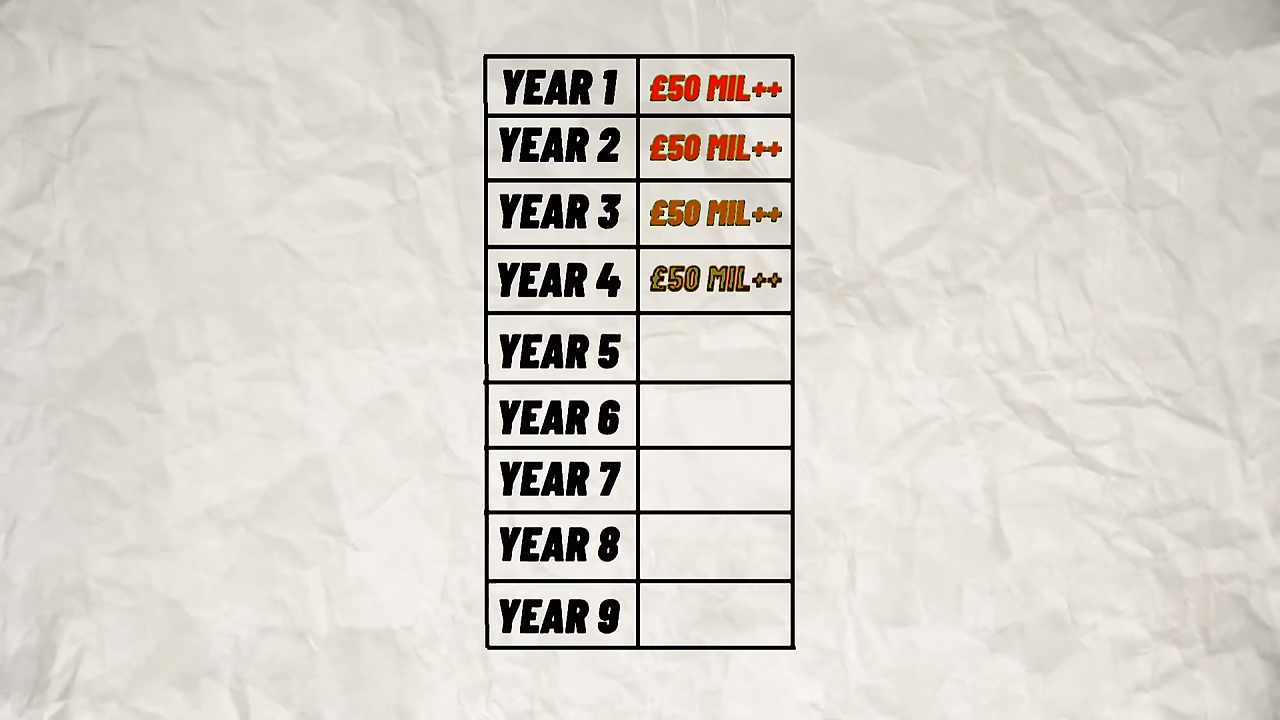 YEAR 1 £50 MIL++
YEAR 2 £50 MIL++
YEAR 3 £50 MIL++
YEAR 4 £50 MIL++
YEAR 5
YEAR 6
YEAR 7
YEAR 8
YEAR 9